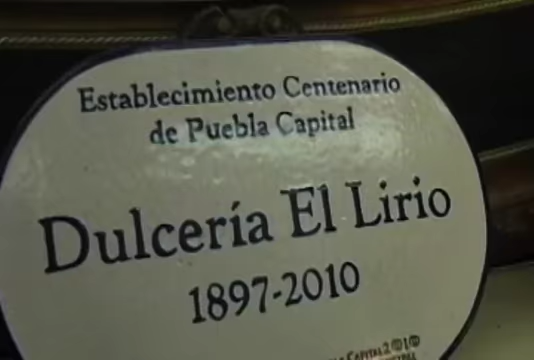 Establecimiento Centenario
de Puebla Capital
Dulcería El Lirio
1897-2010